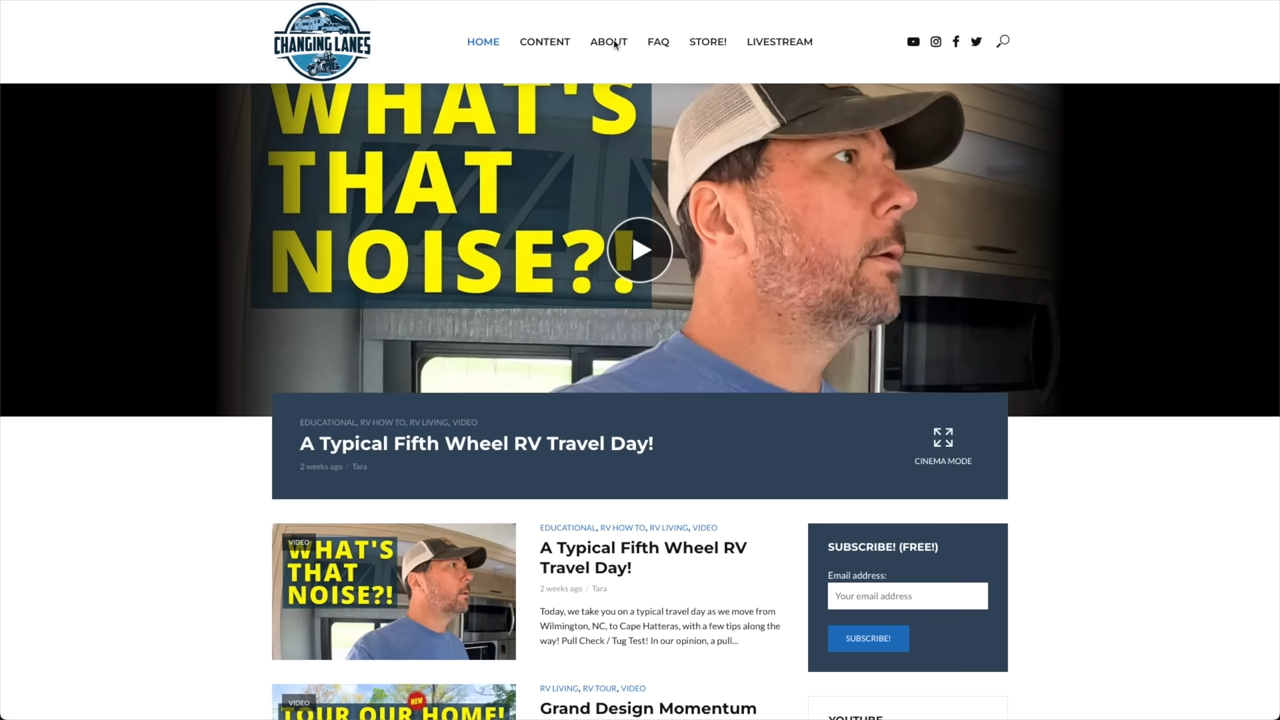 CHANGING LANES
HOME
CONTENT
ABOUT
FAQ
STORE!
LIVESTREAM
WHAT'S
THAT
NOISE?!
EDUCATIONAL, RV HOW TO, RV LIVING, VIDEO
A Typical Fifth Wheel RV Travel Day!
2 weeks ago / Tara
CINEMA MODE
VIDEO
WHAT'S
THAT
NOISE?!
EDUCATIONAL, RV HOW TO, RV LIVING, VIDEO
A Typical Fifth Wheel RV
Travel Day!
2 weeks ago / Tara
Today, we take you on a typical travel day as we move from
Wilmington, NC, to Cape Hatteras, with a few tips along the
way! Pull Check / Tug Test! In our opinion, a pull...
SUBSCRIBE! (FREE!)
Email address:
Your email address
SUBSCRIBE!
VIDEO
NEW
TOUR OUR HOME!
RV LIVING, RV TOUR, VIDEO
Grand Design Momentum
YOUTUBE